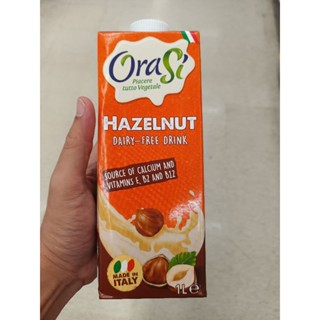 OraSì
Piacere
tutto Vegetale
HAZELNUT
DAIRY-FREE DRINK
SOURCE OF CALCIUM AND
VITAMINS E, B2 AND B12
MADE IN
ITALY
1L e